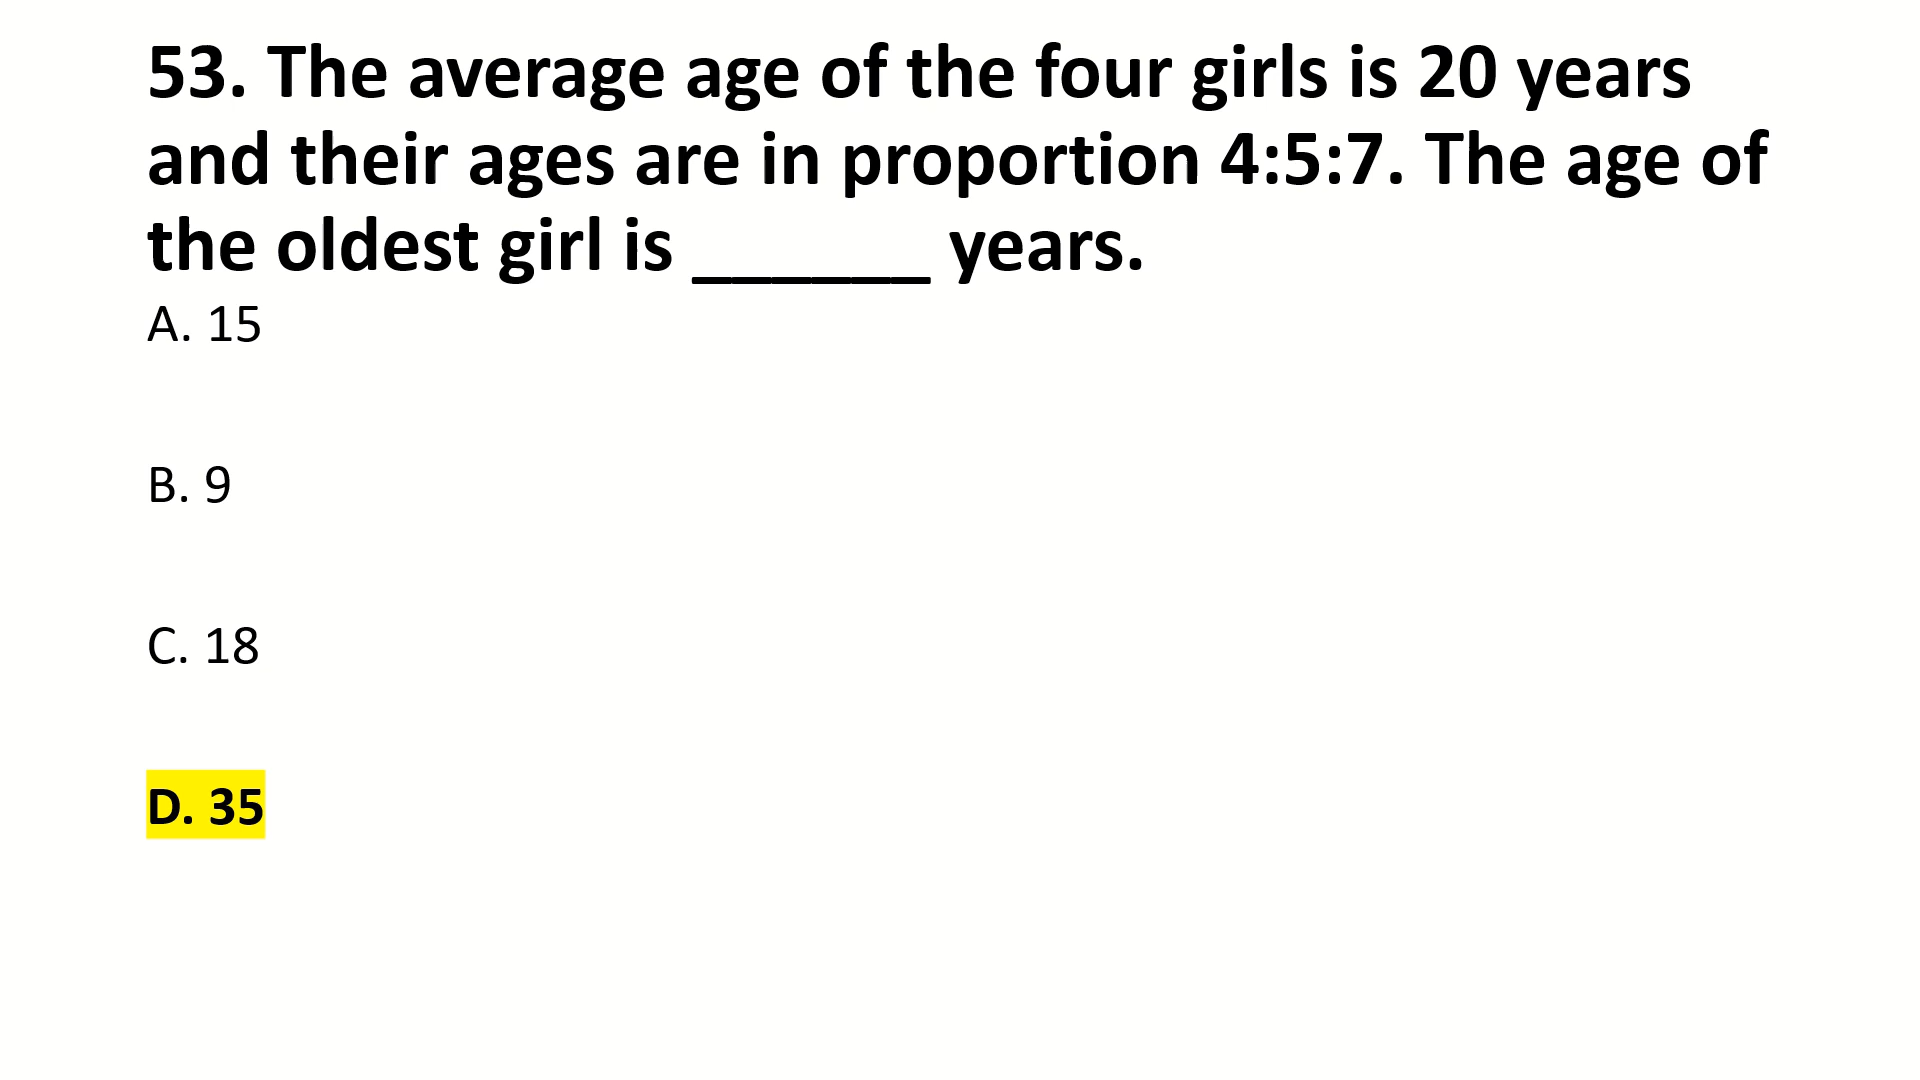 53. The average age of the four girls is 20 years
and their ages are in proportion 4:5:7. The age of
the oldest girl is ______ years.
A. 15
B. 9
C. 18
D. 35